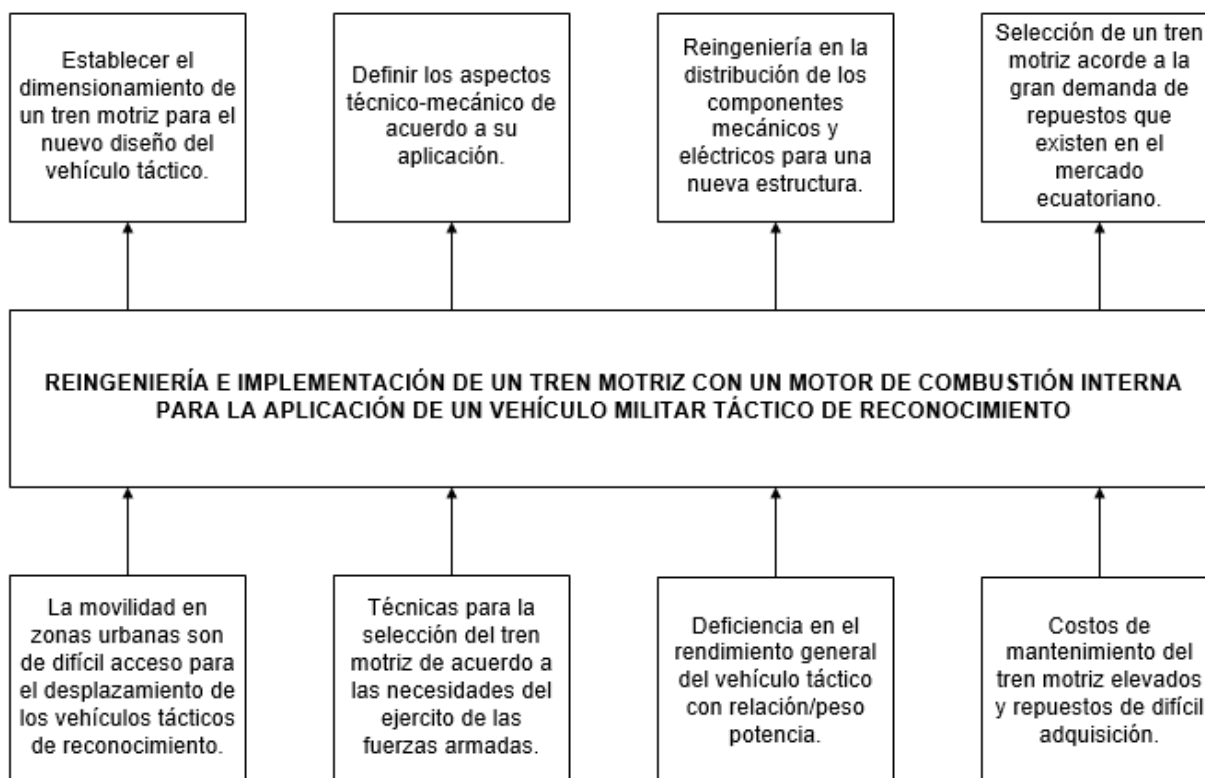 Establecer el
dimensionamiento de
un tren motriz para el
nuevo diseño del
vehículo táctico.
Definir los aspectos
técnico-mecánico de
acuerdo a su
aplicación.
Reingeniería en la
distribución de los
componentes
mecánicos y
eléctricos para una
nueva estructura.
Selección de un tren
motriz acorde a la
gran demanda de
repuestos que
existen en el
mercado
ecuatoriano.
REINGENIERÍA E IMPLEMENTACIÓN DE UN TREN MOTRIZ CON UN MOTOR DE COMBUSTIÓN INTERNA
PARA LA APLICACIÓN DE UN VEHÍCULO MILITAR TÁCTICO DE RECONOCIMIENTO
La movilidad en
zonas urbanas son
de difícil acceso para
el desplazamiento de
los vehículos tácticos
de reconocimiento.
Técnicas para la
selección del tren
motriz de acuerdo a
las necesidades del
ejercito de las
fuerzas armadas.
Deficiencia en el
rendimiento general
del vehículo táctico
con relación/peso
potencia.
Costos de
mantenimiento del
tren motriz elevados
y repuestos de difícil
adquisición.